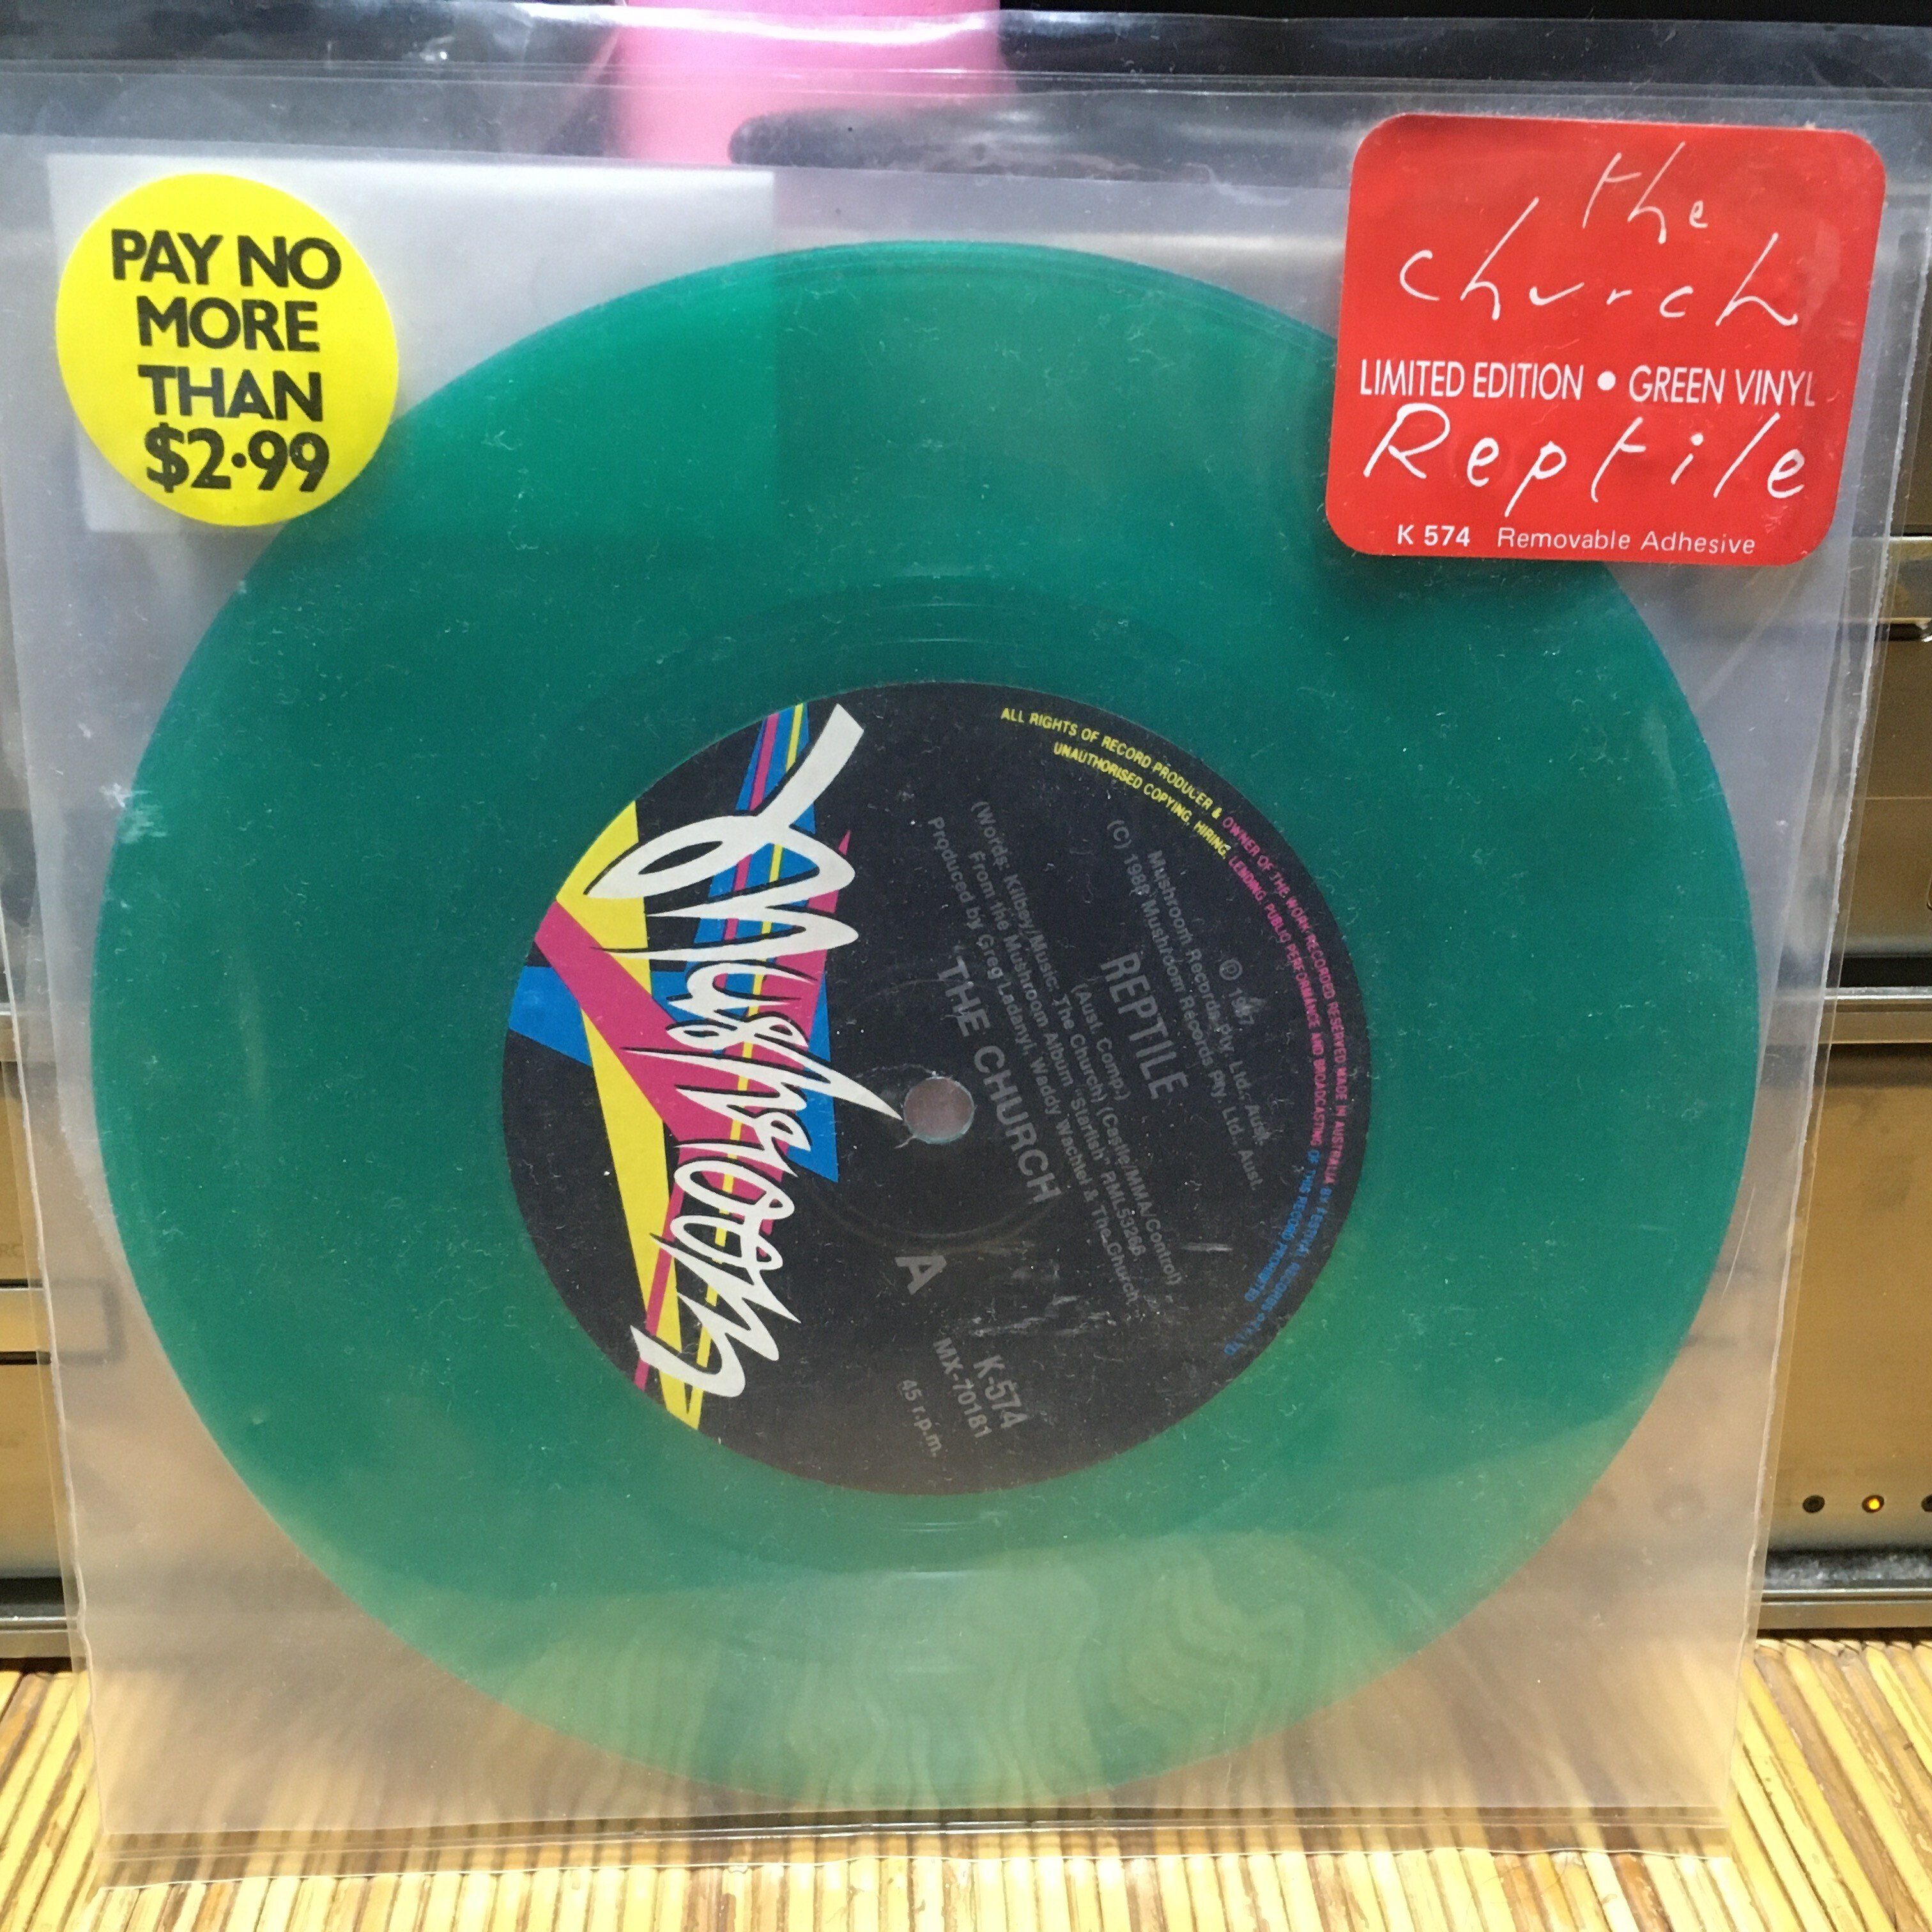 PAY NO
MORE
THAN
$2·99
the
church
LIMITED EDITION • GREEN VINYL
Reptile
K 574 Removable Adhesive
Mushroom
ALL RIGHTS OF RECORD PRODUCER & OWNER OF THE WORK RECORDED RESERVED MADE IN AUSTRALIA BY FESTIVAL RECORDS
UNAUTHORISED COPYING, HIRING, LENDING, PUBLIC PERFORMANCE AND BROADCASTING OF THIS RECORD PROHIBITED
Ⓟ 1987
Mushroom Records Pty. Ltd., Aust.
(C) 1988 Mushroom Records Pty. Ltd., Aust.
REPTILE
(Aust. Comp.)
(Words: Kilbey/Music: The Church) (Castle/MMA/Control)
From the Mushroom Album "Starfish" RML53266
Produced by Greg Ladanyi, Waddy Wachtel & The Church
THE CHURCH
A
K-574
MX-70181
45 r.p.m.